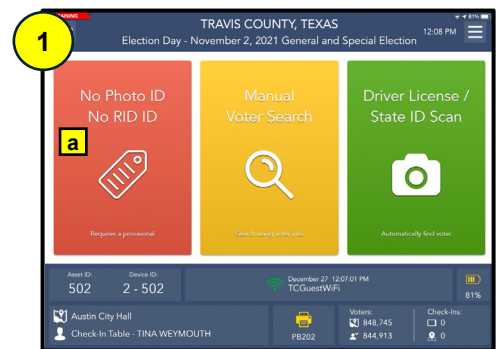 1
TRAINING
TRAVIS COUNTY, TEXAS
Election Day - November 2, 2021 General and Special Election
12:08 PM
81%
No Photo ID
No RID ID
a
Requires a provisional
Manual
Voter Search
Search using voter info
Driver License /
State ID Scan
Automatically find voter
Asset ID:
502
Device ID:
2 - 502
December 27 12:07:01 PM
TCGuestWiFi
81%
Austin City Hall
Check-In Table - TINA WEYMOUTH
PB202
Voters:
848,745
844,913
Check-Ins:
0
0